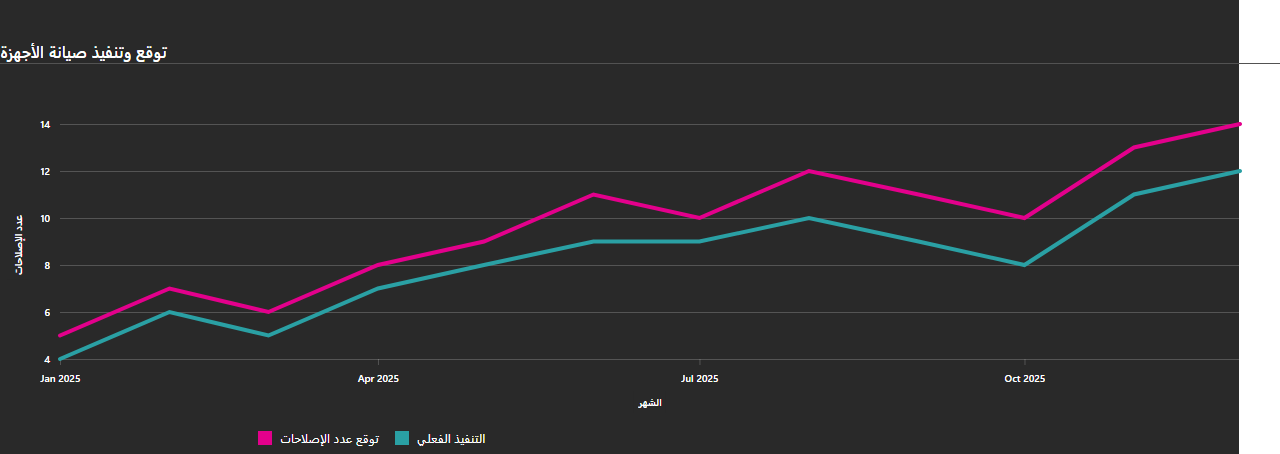 توقع وتنفيذ صيانة الأجهزة
14
12
10
8
6
4
عدد الإصلاحات
Jan 2025
Apr 2025
Jul 2025
Oct 2025
الشهر
توقع عدد الإصلاحات
التنفيذ الفعلي